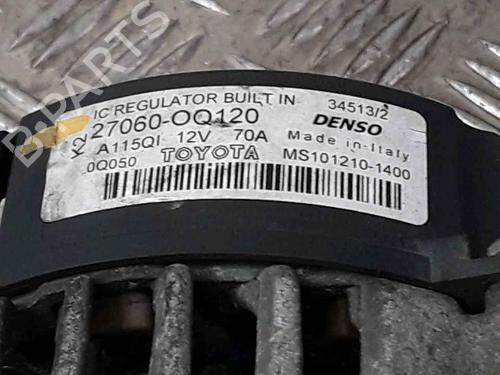 B-PARTS
IC REGULATOR BUILT IN
34513/2
27060-OQ120
DENSO
A115QI 12V 70A
Made in Italy
0Q050
TOYOTA
MS101210-1400